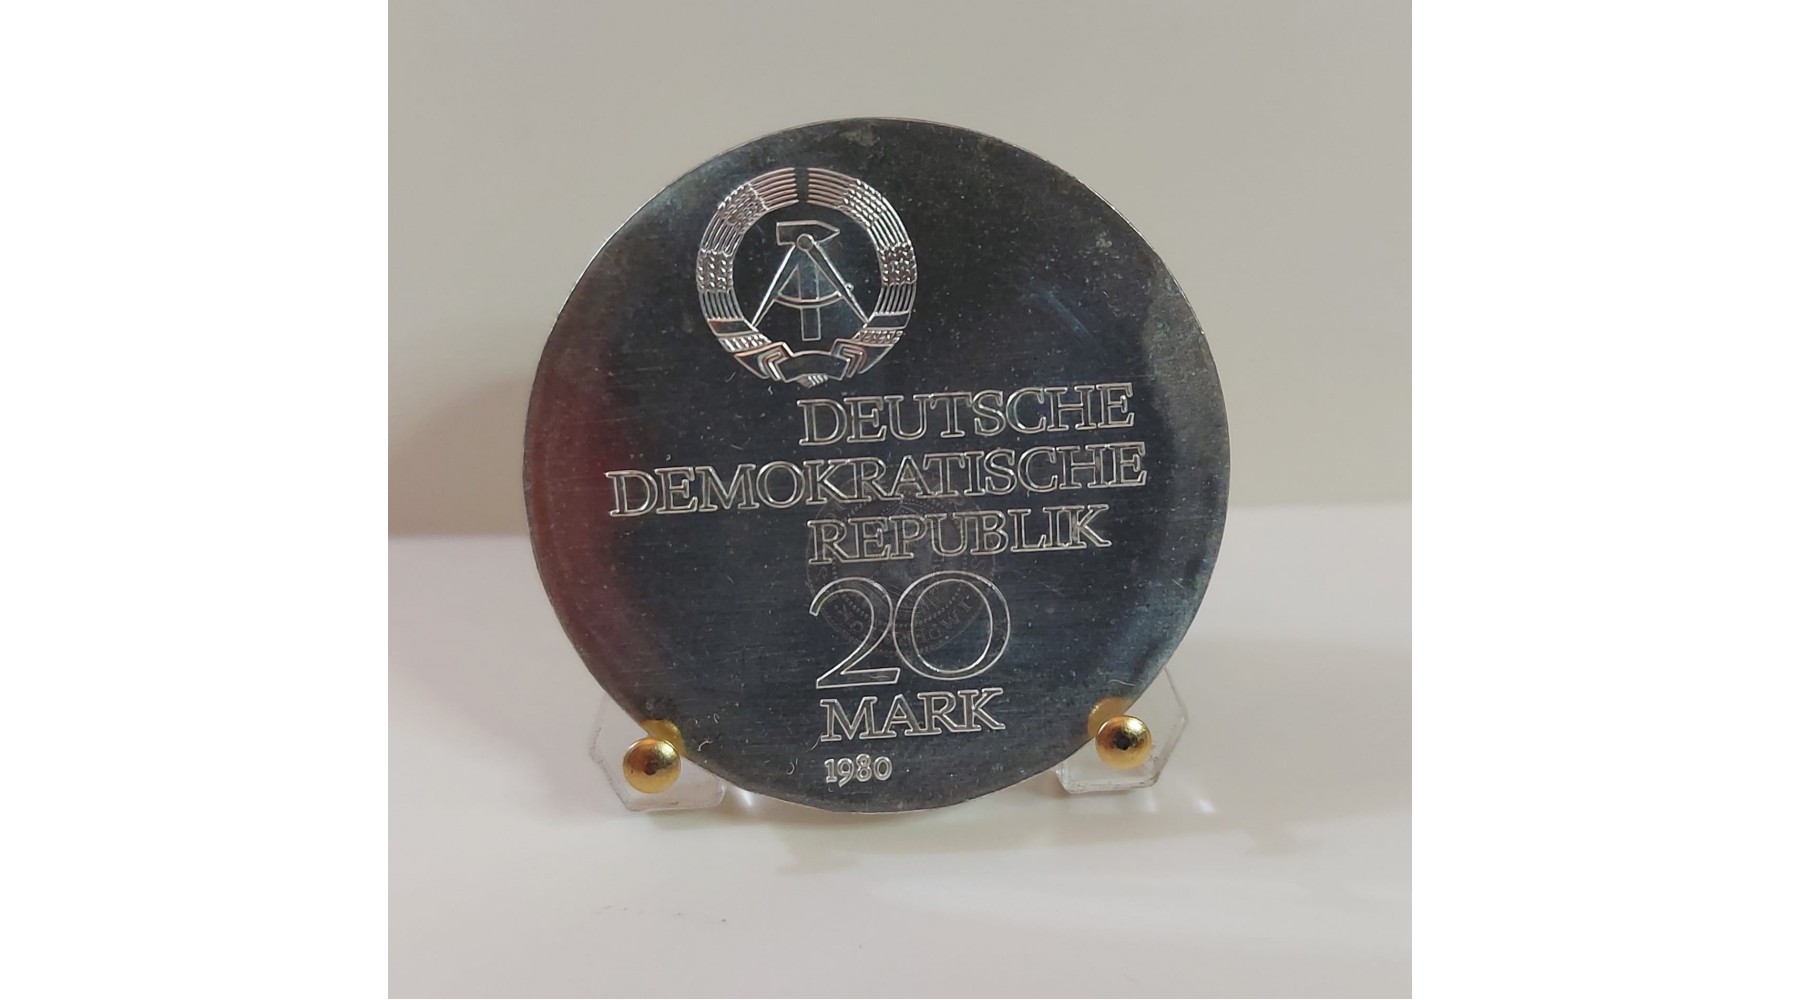 DEUTSCHE
DEMOKRATISCHE
REPUBLIK
20
MARK
1980